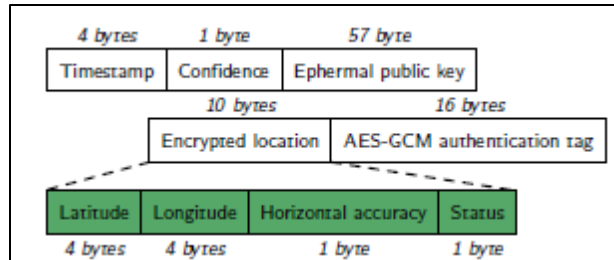 4 bytes 1 byte 57 byte
Timestamp Confidence Ephermal public key
10 bytes 16 bytes
Encrypted location AES-GCM authentication tag
Latitude Longitude Horizontal accuracy Status
4 bytes 4 bytes 1 byte 1 byte